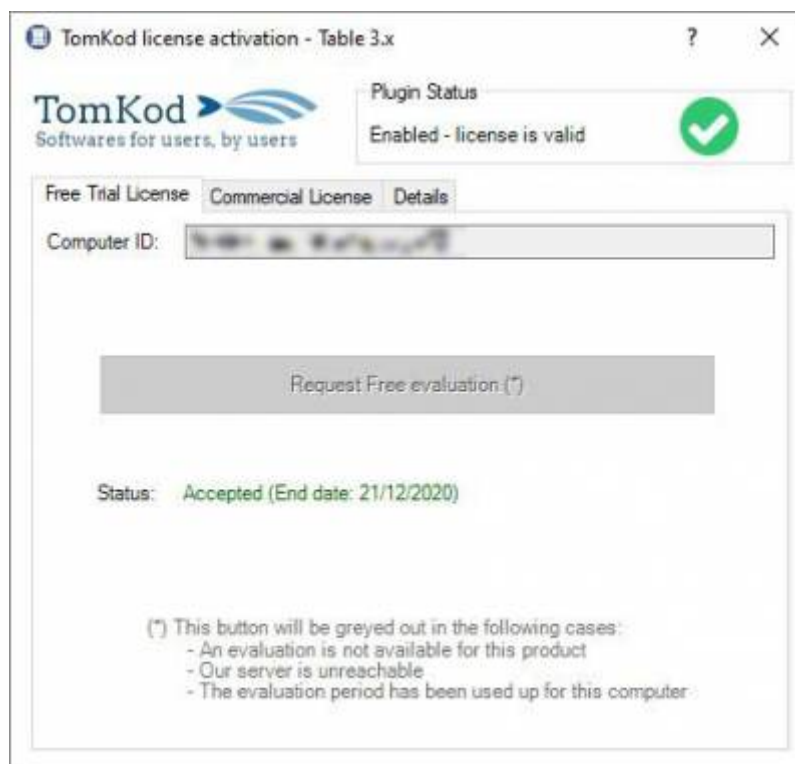 TomKod license activation - Table 3.x
?
TomKod
Softwares for users, by users
Plugin Status
Enabled - license is valid
Free Trial License
Commercial License
Details
Computer ID:
Request Free evaluation (*)
Status:
Accepted (End date: 21/12/2020)
(*) This button will be greyed out in the following cases:
- An evaluation is not available for this product
- Our server is unreachable
- The evaluation period has been used up for this computer